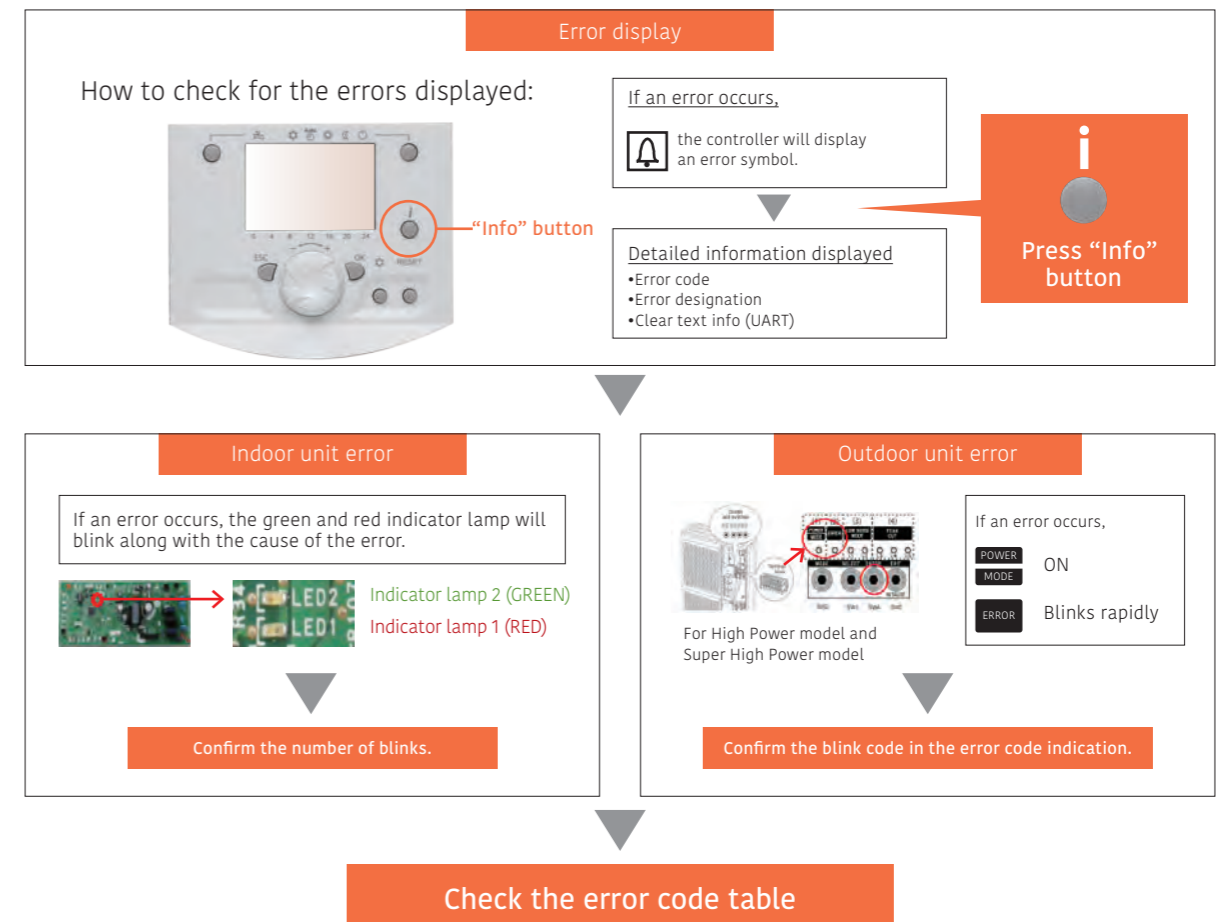 Error display
How to check for the errors displayed:
ESC
OK
RESET
"Info" button
If an error occurs,
the controller will display
an error symbol.
Detailed information displayed
•Error code
•Error designation
•Clear text info (UART)
i
Press "Info"
button
Indoor unit error
If an error occurs, the green and red indicator lamp will
blink along with the cause of the error.
LED2
LED1
Indicator lamp 2 (GREEN)
Indicator lamp 1 (RED)
Confirm the number of blinks.
Outdoor unit error
For High Power model and
Super High Power model
If an error occurs,
POWER
MODE
ON
ERROR
Blinks rapidly
Confirm the blink code in the error code indication.
Check the error code table